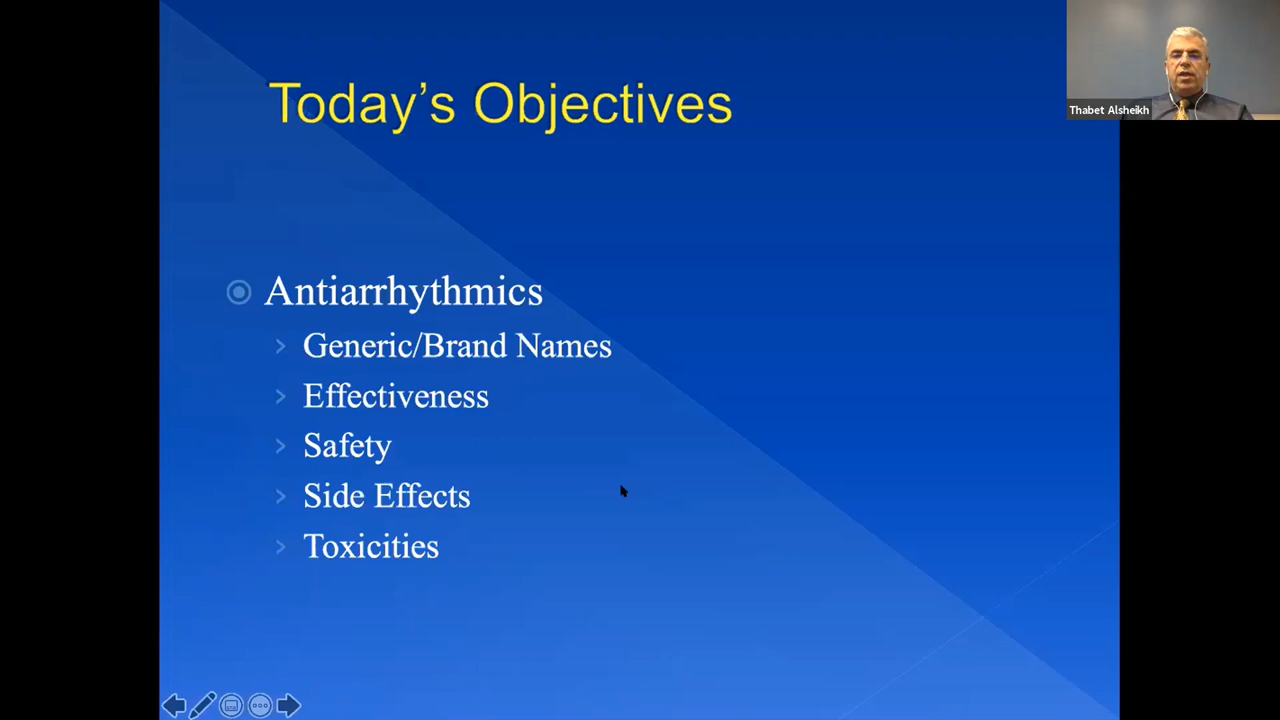 Today’s Objectives
Thabet Alsheikh
Antiarrhythmics
Generic/Brand Names
Effectiveness
Safety
Side Effects
Toxicities